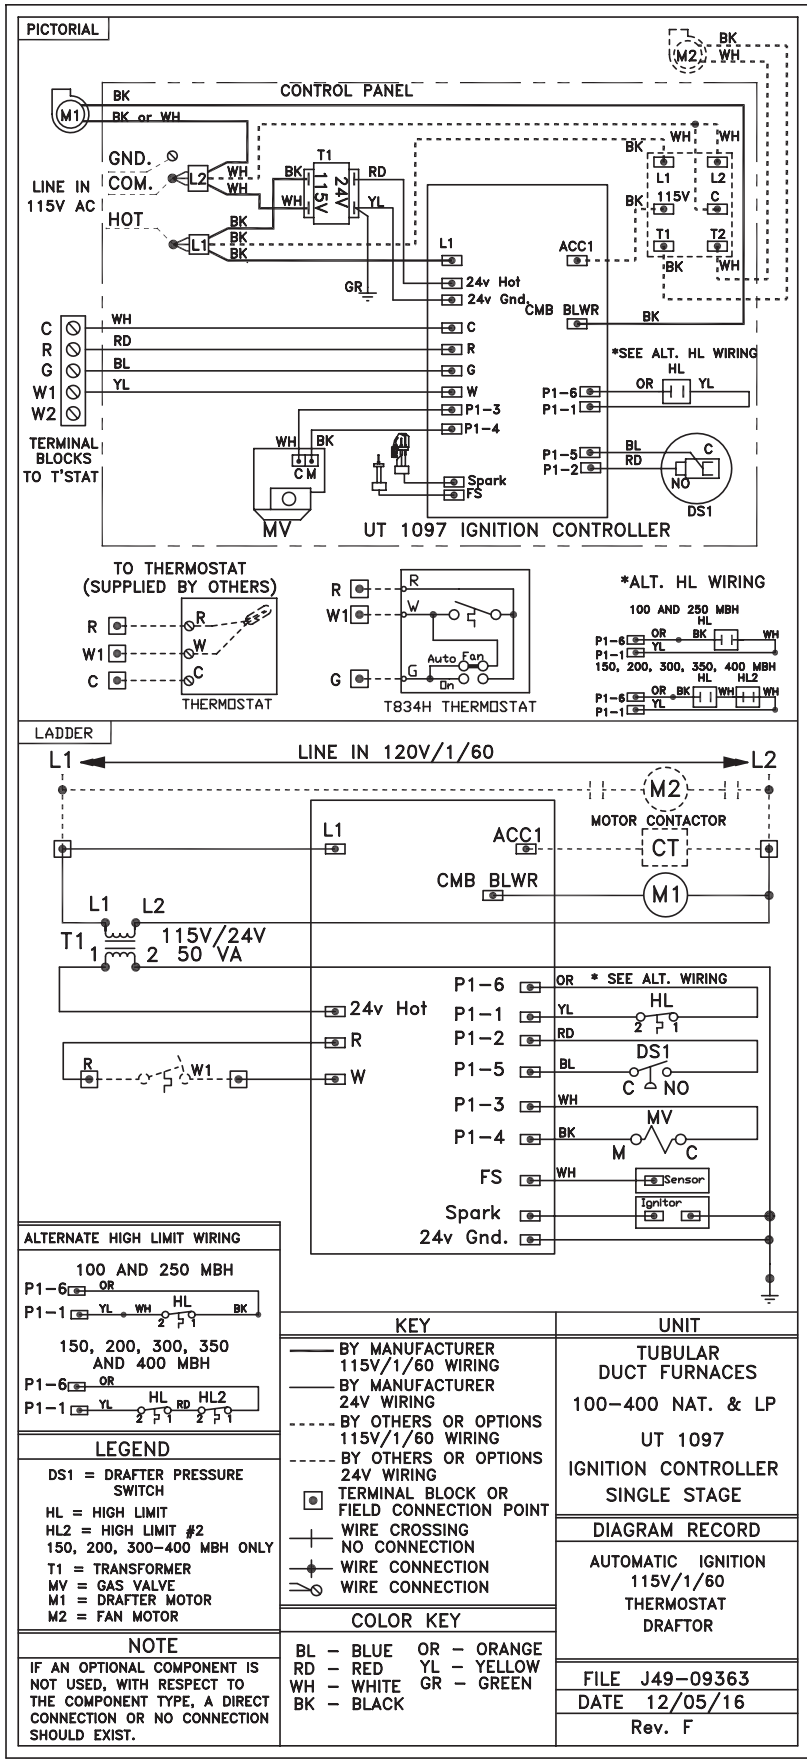 PICTORIAL
BK
WH
M2
CONTROL PANEL
BK
M1
BK or WH
WH
WH
GND.
T1
BK
COM.
L2
WH
BK
RD
L1
L2
LINE IN
115V AC
WH
WH
115V
24V
YL
115V
C
BK
HOT
BK
BK
L1
BK
L1
ACC1
T1
T2
BK
WH
GR
24v Hot
24v Gnd.
CMB BLWR
BK
C
WH
C
R
RD
R
*SEE ALT. HL WIRING
HL
G
BL
G
OR
YL
W1
YL
W
P1-6
W2
P1-3
P1-1
P1-4
TERMINAL
BLOCKS
TO T'STAT
WH
BK
C M
P1-5
BL
C
P1-2
RD
NO
Spark
FS
DS1
MV
UT 1097 IGNITION CONTROLLER
TO THERMOSTAT
(SUPPLIED BY OTHERS)
R
R
W1
W
C
C
THERMOSTAT
R
R
W1
W
Auto Fan
G
G
On
T834H THERMOSTAT
*ALT. HL WIRING
100 AND 250 MBH
HL
P1-6
OR
BK
WH
P1-1
YL
150, 200, 300, 350, 400 MBH
HL
HL2
P1-6
OR
BK
WH
WH
P1-1
YL
LADDER
L1
LINE IN 120V/1/60
L2
M2
MOTOR CONTACTOR
L1
ACC1
CT
CMB BLWR
M1
L1
L2
T1
115V/24V
1
2
50 VA
P1-6
OR
* SEE ALT. WIRING
24v Hot
P1-1
YL
HL
2
1
R
P1-2
RD
R
W1
W
P1-5
BL
DS1
C
NO
P1-3
WH
P1-4
BK
MV
M
C
FS
WH
Sensor
Spark
Ignitor
24v Gnd.
ALTERNATE HIGH LIMIT WIRING
100 AND 250 MBH
P1-6
OR
P1-1
YL
WH
HL
BK
2
1
150, 200, 300, 350
AND 400 MBH
P1-6
OR
P1-1
YL
HL
RD
HL2
2
1
2
1
LEGEND
DS1 = DRAFTER PRESSURE
SWITCH
HL = HIGH LIMIT
HL2 = HIGH LIMIT #2
150, 200, 300-400 MBH ONLY
T1 = TRANSFORMER
MV = GAS VALVE
M1 = DRAFTER MOTOR
M2 = FAN MOTOR
NOTE
IF AN OPTIONAL COMPONENT IS
NOT USED, WITH RESPECT TO
THE COMPONENT TYPE, A DIRECT
CONNECTION OR NO CONNECTION
SHOULD EXIST.
KEY
BY MANUFACTURER
115V/1/60 WIRING
BY MANUFACTURER
24V WIRING
BY OTHERS OR OPTIONS
115V/1/60 WIRING
BY OTHERS OR OPTIONS
24V WIRING
TERMINAL BLOCK OR
FIELD CONNECTION POINT
WIRE CROSSING
NO CONNECTION
WIRE CONNECTION
WIRE CONNECTION
COLOR KEY
BL - BLUE
OR - ORANGE
RD - RED
YL - YELLOW
WH - WHITE
GR - GREEN
BK - BLACK
UNIT
TUBULAR
DUCT FURNACES
100-400 NAT. & LP
UT 1097
IGNITION CONTROLLER
SINGLE STAGE
DIAGRAM RECORD
AUTOMATIC IGNITION
115V/1/60
THERMOSTAT
DRAFTOR
FILE J49-09363
DATE 12/05/16
Rev. F